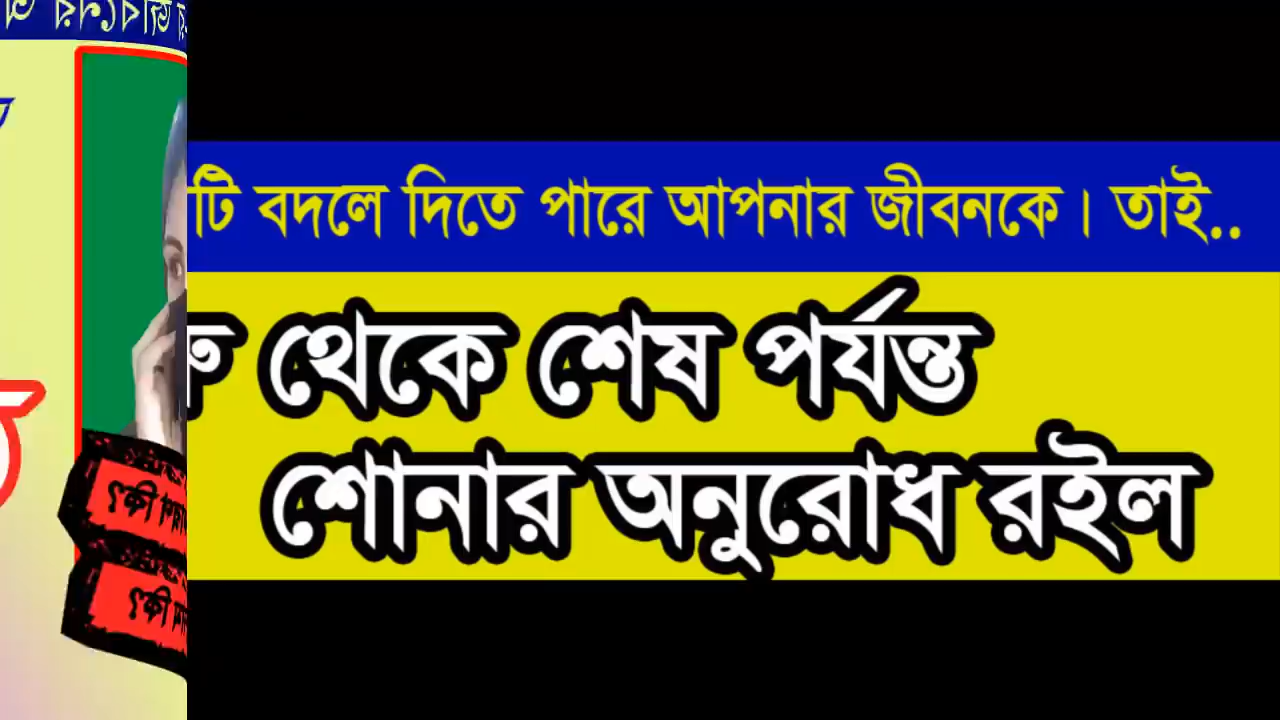 টি বদলে দিতে পারে আপনার জীবনকে। তাই..
থেকে শেষ পর্যন্ত
শোনার অনুরোধ রইল